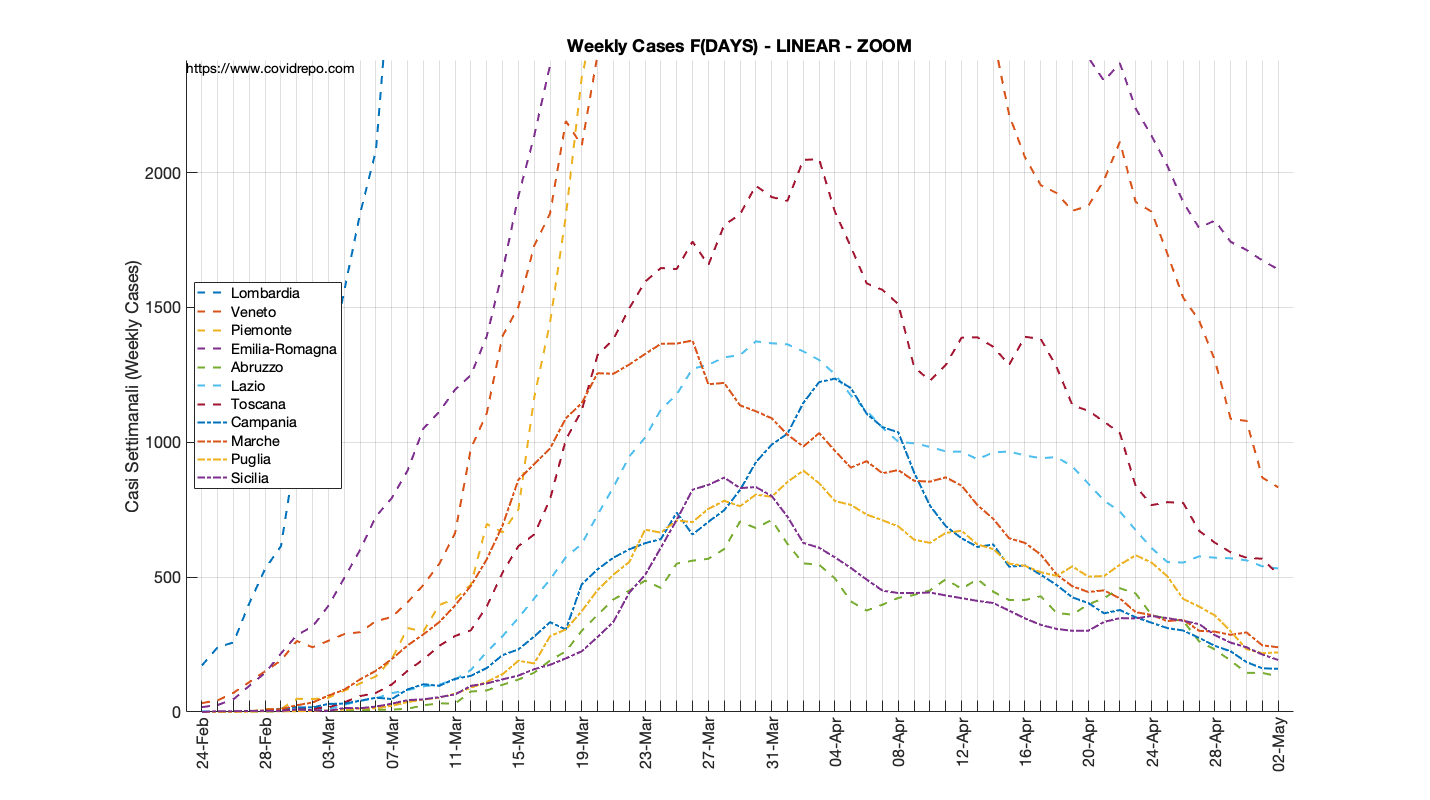 Weekly Cases F(DAYS) - LINEAR - ZOOM
https://www.covidrepo.com
Casi Settimanali (Weekly Cases)
2000
1500
1000
500
0
Lombardia
Veneto
Piemonte
Emilia-Romagna
Abruzzo
Lazio
Toscana
Campania
Marche
Puglia
Sicilia
24-Feb
28-Feb
03-Mar
07-Mar
11-Mar
15-Mar
19-Mar
23-Mar
27-Mar
31-Mar
04-Apr
08-Apr
12-Apr
16-Apr
20-Apr
24-Apr
28-Apr
02-May